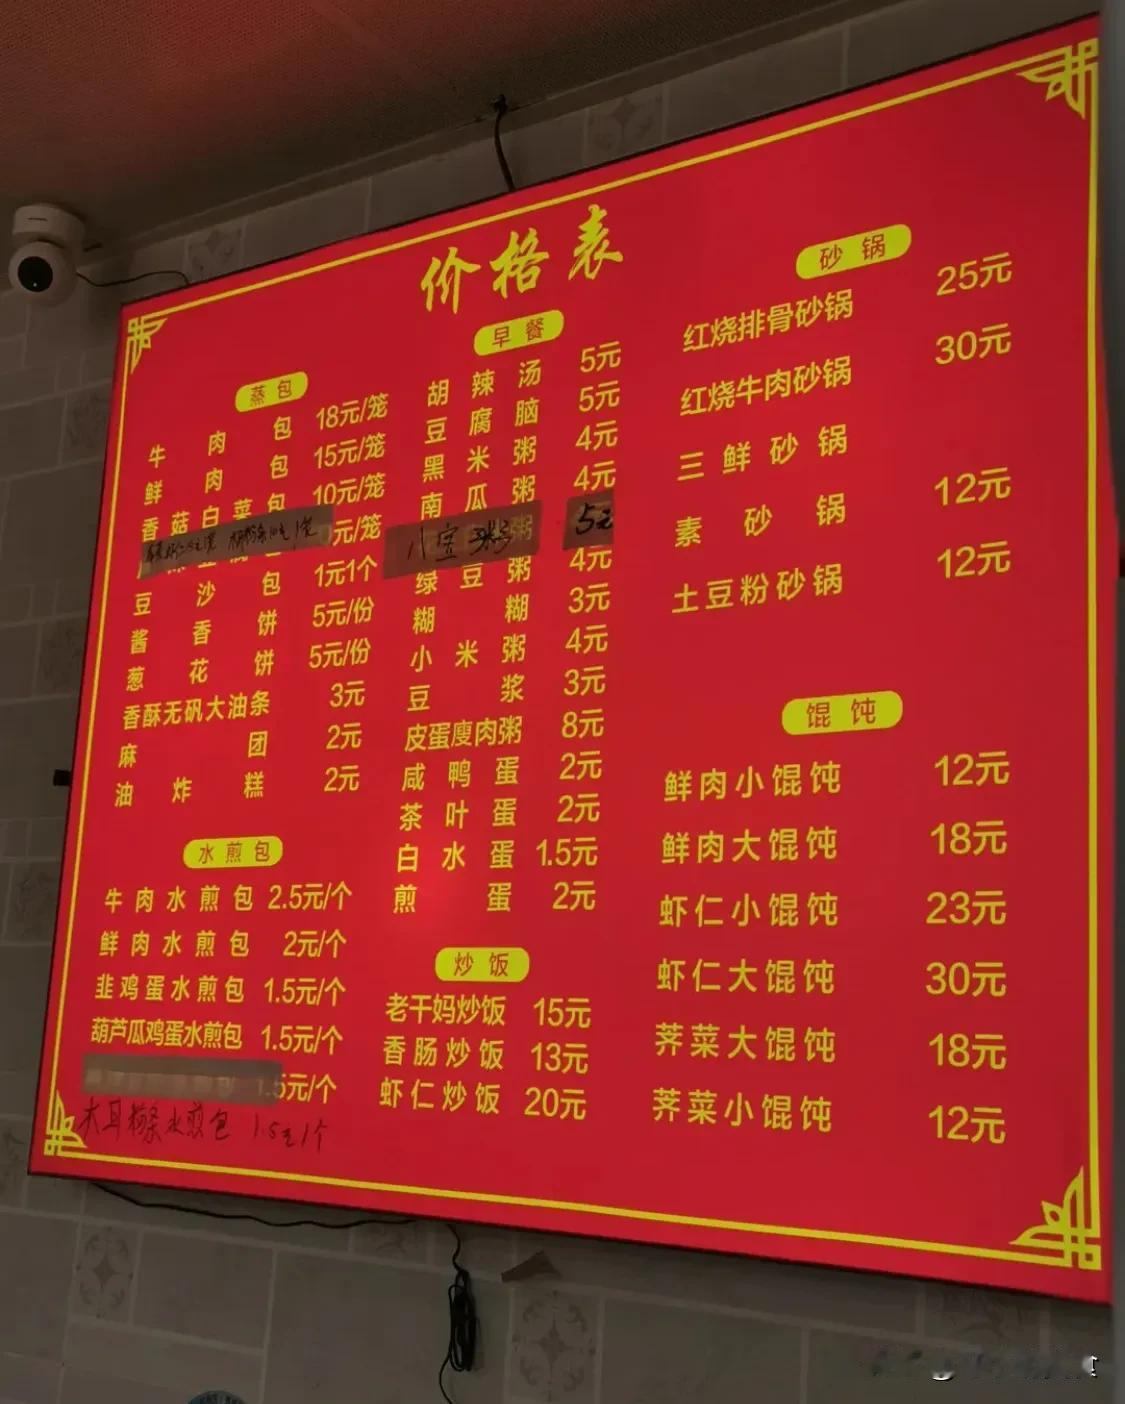 价格表
蒸包
牛肉包 18元/笼
鲜肉包 15元/笼
香菇白菜包 10元/笼
元/笼
豆沙包 1元1个
酱香饼 5元/份
葱花饼 5元/份
香酥无矾大油条 3元
麻团 2元
油炸糕 2元
水煎包
牛肉水煎包 2.5元/个
鲜肉水煎包 2元/个
韭鸡蛋水煎包 1.5元/个
葫芦瓜鸡蛋水煎包 1.5元/个
包 1.5元/个
木耳粉条水煎包 1.5元1个
早餐
胡辣汤 5元
豆腐脑 5元
黑米粥 4元
南瓜粥 4元
八宝粥 5元
绿豆粥 4元
糊糊 3元
小米粥 4元
豆浆 3元
皮蛋廋肉粥 8元
咸鸭蛋 2元
茶叶蛋 2元
白水蛋 1.5元
煎蛋 2元
炒饭
老干妈炒饭 15元
香肠炒饭 13元
虾仁炒饭 20元
砂锅
红烧排骨砂锅 25元
红烧牛肉砂锅 30元
三鲜砂锅
素砂锅 12元
土豆粉砂锅 12元
馄饨
鲜肉小馄饨 12元
鲜肉大馄饨 18元
虾仁小馄饨 23元
虾仁大馄饨 30元
荠菜大馄饨 18元
荠菜小馄饨 12元